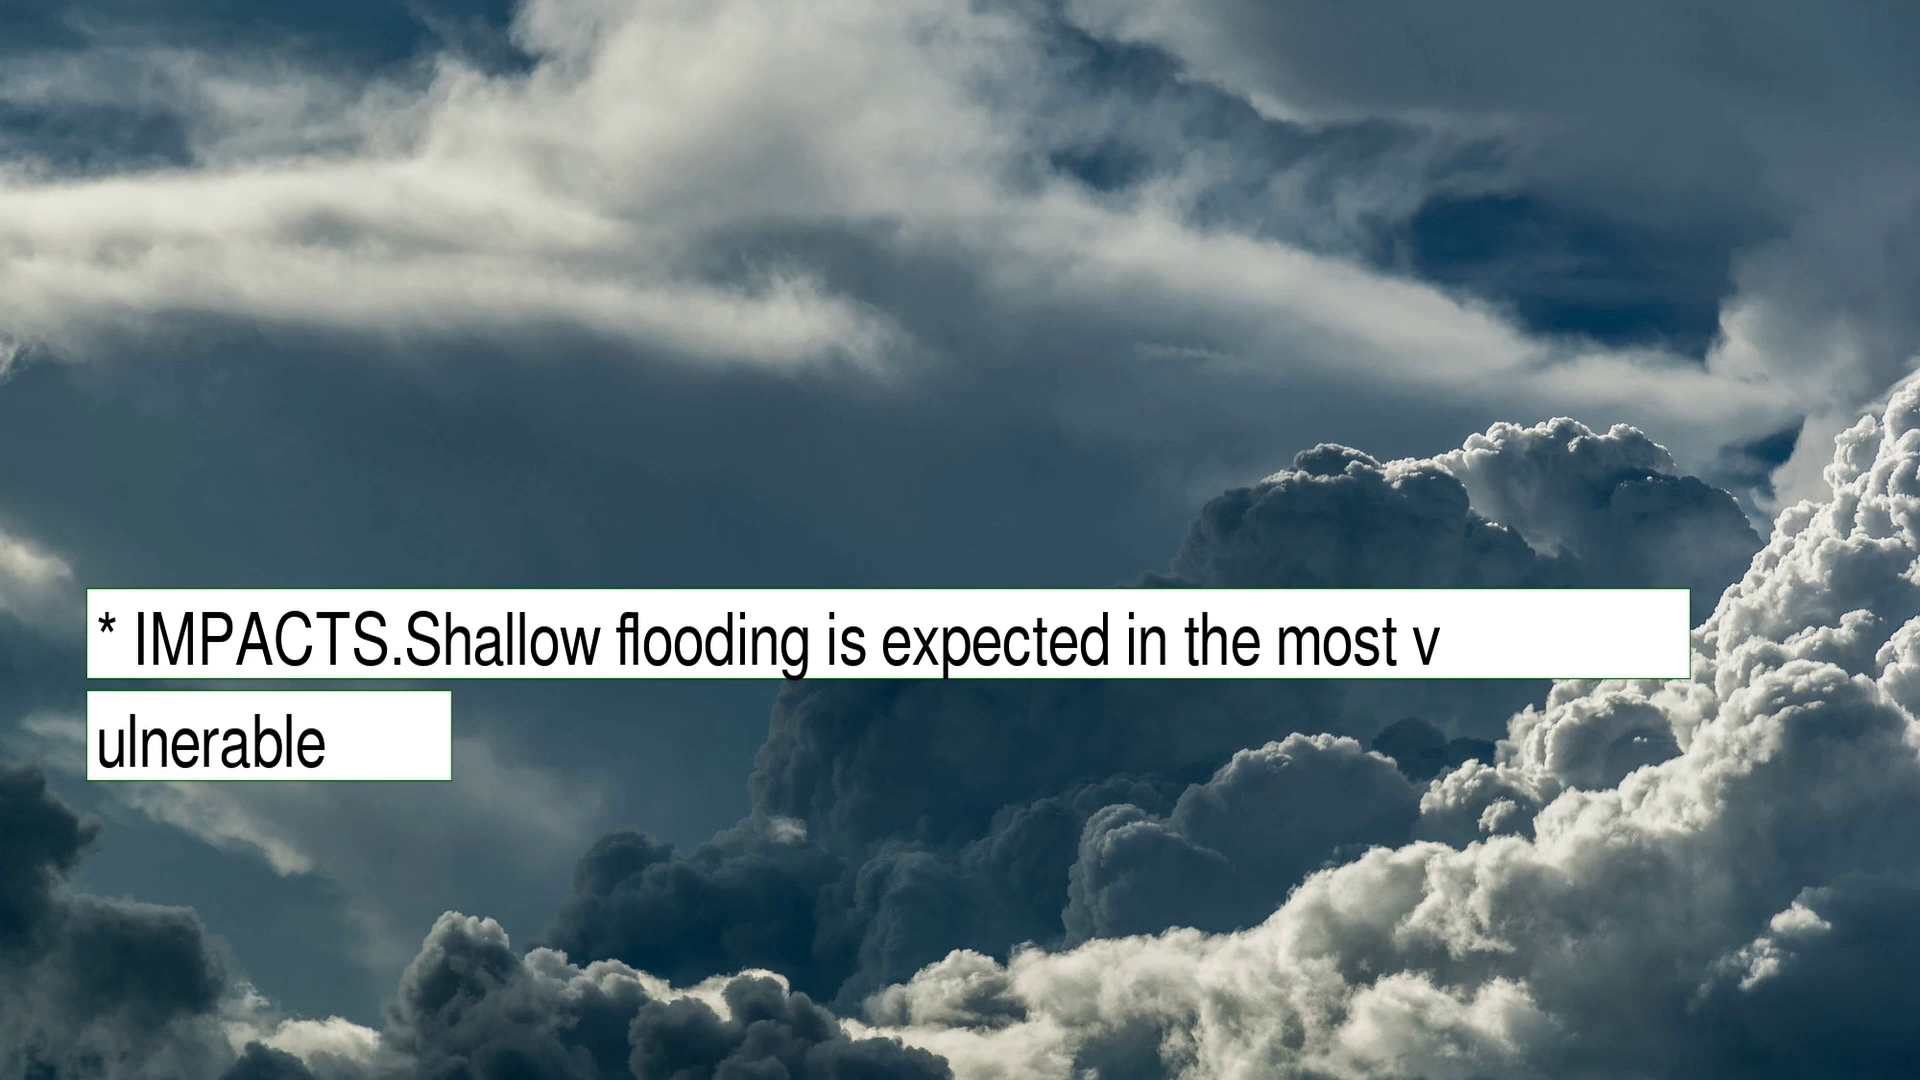 * IMPACTS.Shallow flooding is expected in the most v
ulnerable